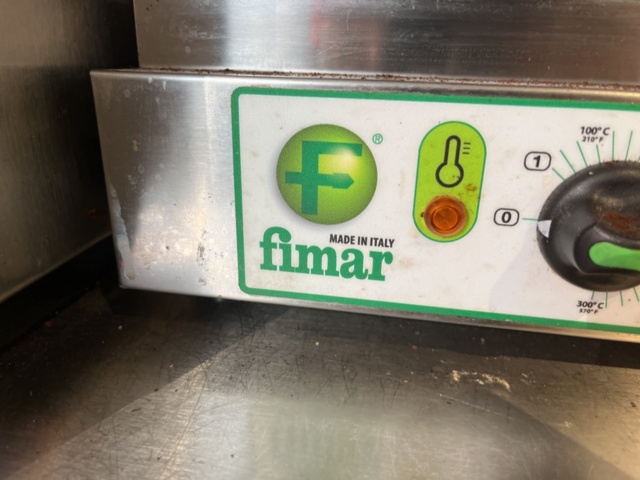 F
®
MADE IN ITALY
fimar
1
0
100°C
210°F
300°C
570°F